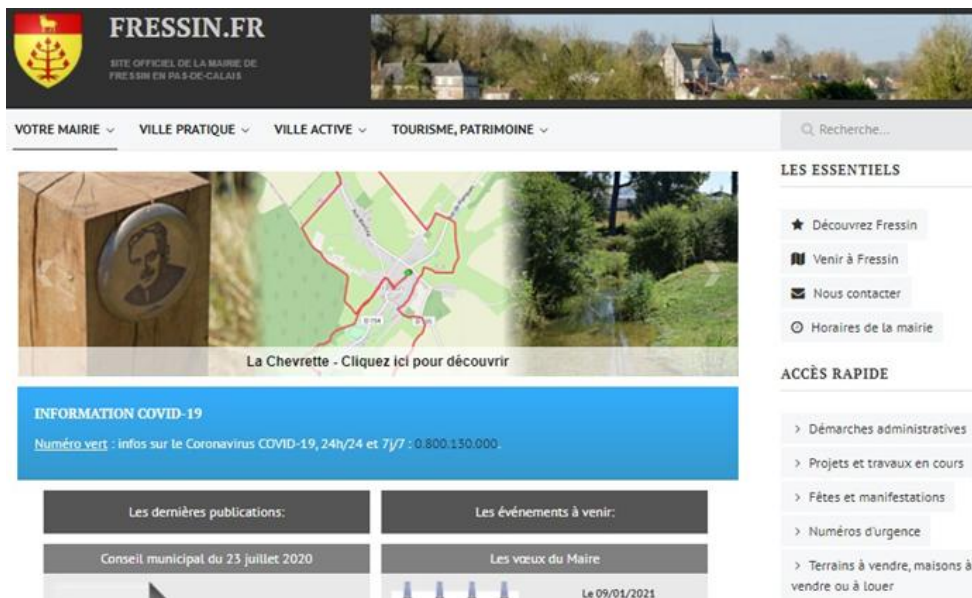 FRESSIN.FR
SITE OFFICIEL DE LA MAIRIE DE
FRESSIN EN PAS-DE-CALAIS
VOTRE MAIRIE
VILLE PRATIQUE
VILLE ACTIVE
TOURISME, PATRIMOINE
Recherche...
La Chevrette - Cliquez ici pour découvrir
INFORMATION COVID-19
Numéro vert : infos sur le Coronavirus COVID-19, 24h/24 et 7j/7 : 0.800.130.000.
Les dernières publications:
Conseil municipal du 23 juillet 2020
Les événements à venir:
Les vœux du Maire
Le 09/01/2021
LES ESSENTIELS
Découvrez Fressin
Venir à Fressin
Nous contacter
Horaires de la mairie
ACCÈS RAPIDE
Démarches administratives
Projets et travaux en cours
Fêtes et manifestations
Numéros d'urgence
Terrains à vendre, maisons à
vendre ou à louer